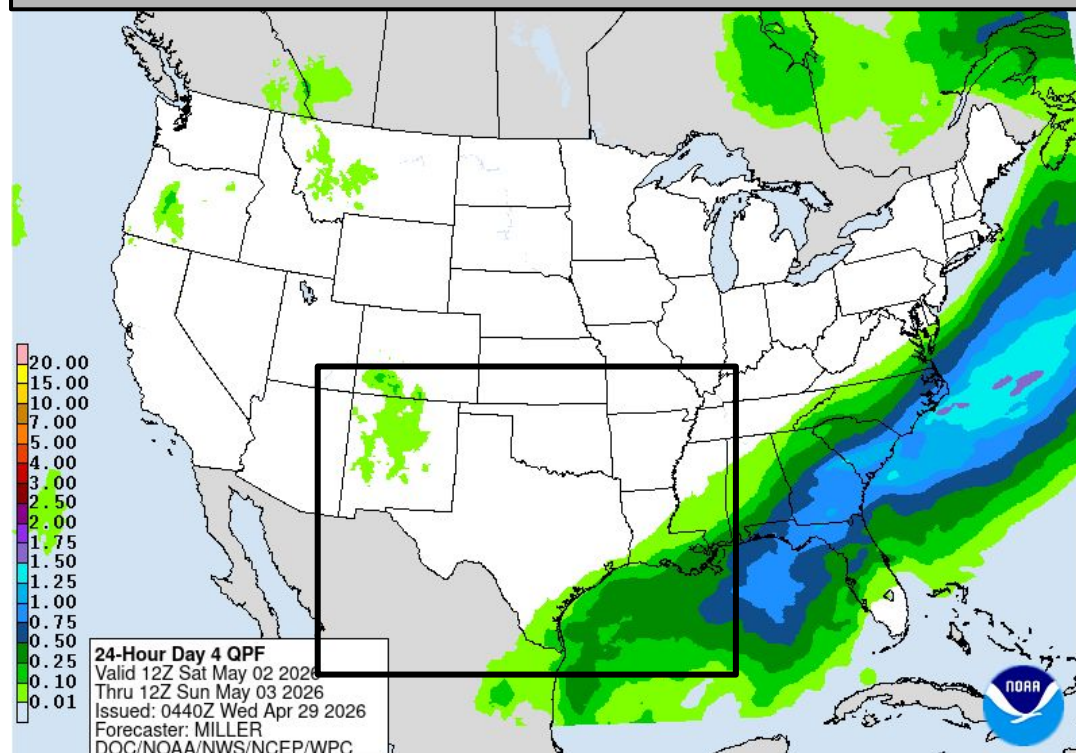 20.00
15.00
10.00
7.00
5.00
4.00
3.00
2.50
2.00
1.75
1.50
1.25
1.00
0.75
0.50
0.25
0.10
0.01
24-Hour Day 4 QPF
Valid 12Z Sat May 02 2026
Thru 12Z Sun May 03 2026
Issued: 0440Z Wed Apr 29 2026
Forecaster: MILLER
DOC/NOAA/NWS/NCEP/WPC
NOAA